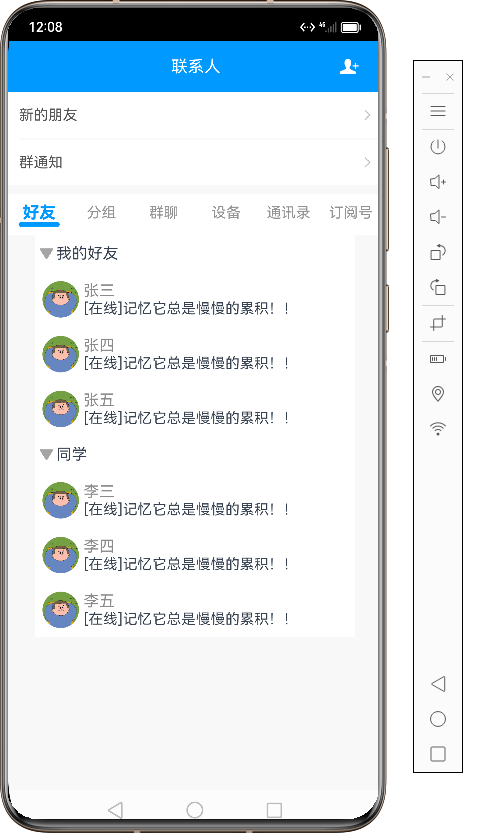 12:08
4G
联系人
新的朋友
群通知
好友 分组 群聊 设备 通讯录 订阅号
我的好友
张三
[在线]记忆它总是慢慢的累积！！
张四
[在线]记忆它总是慢慢的累积！！
张五
[在线]记忆它总是慢慢的累积！！
同学
李三
[在线]记忆它总是慢慢的累积！！
李四
[在线]记忆它总是慢慢的累积！！
李五
[在线]记忆它总是慢慢的累积！！